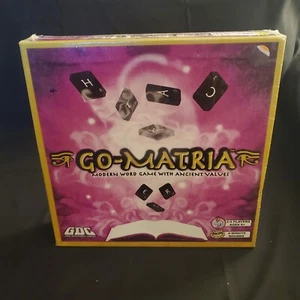 H
A
C
GO-MATRIA
MODERN WORD GAME WITH ANCIENT VALUES
GDC